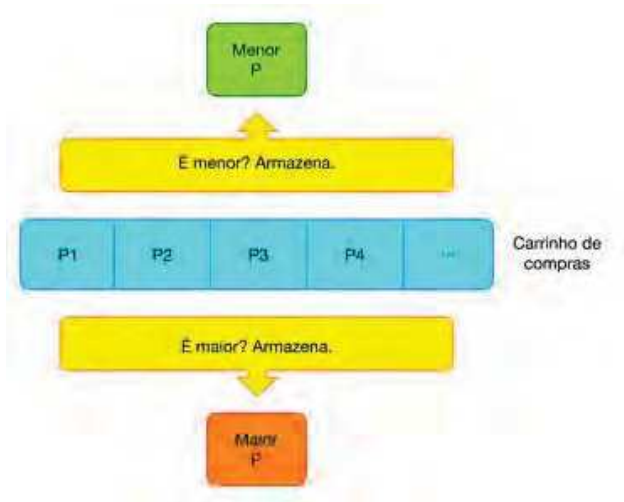 Menor
P
É menor? Armazena.
P1 P2 P3 P4 ...
Carrinho de
compras
É maior? Armazena.
Maior
P